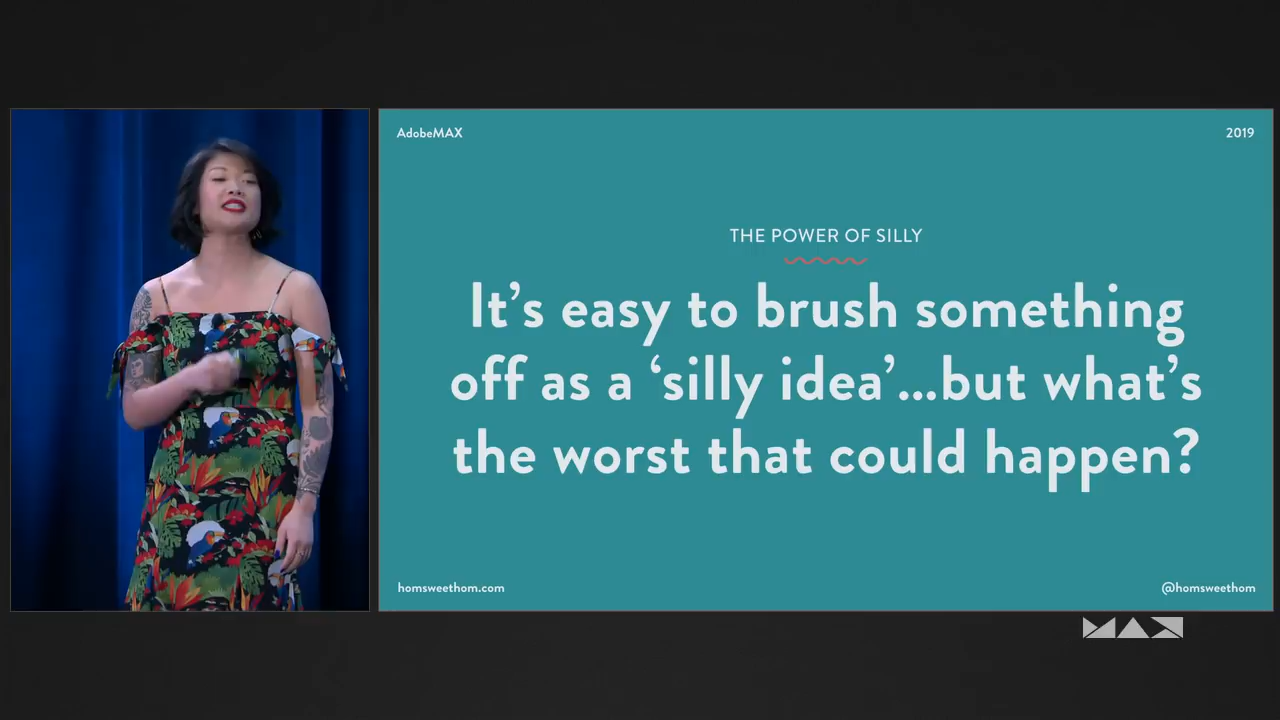 AdobeMAX
2019
THE POWER OF SILLY
It’s easy to brush something
off as a ‘silly idea’...but what’s
the worst that could happen?
homsweethom.com
@homsweethom
MAX